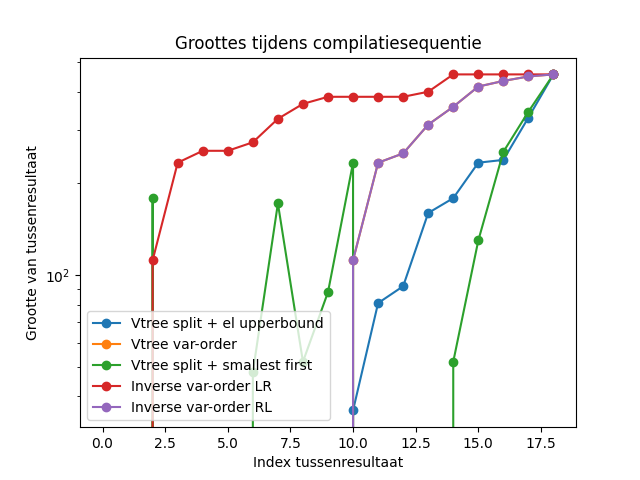 Groottes tijdens compilatiesequentie
Grootte van tussenresultaat
10²
Vtree split + el upperbound
Vtree var-order
Vtree split + smallest first
Inverse var-order LR
Inverse var-order RL
0.0 2.5 5.0 7.5 10.0 12.5 15.0 17.5
Index tussenresultaat